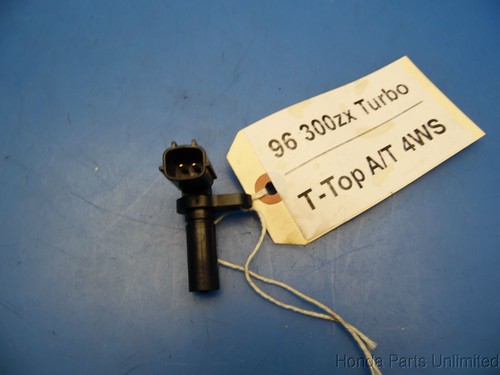 96 300zx Turbo
T-Top A/T 4WS
Honda Parts Unlimited